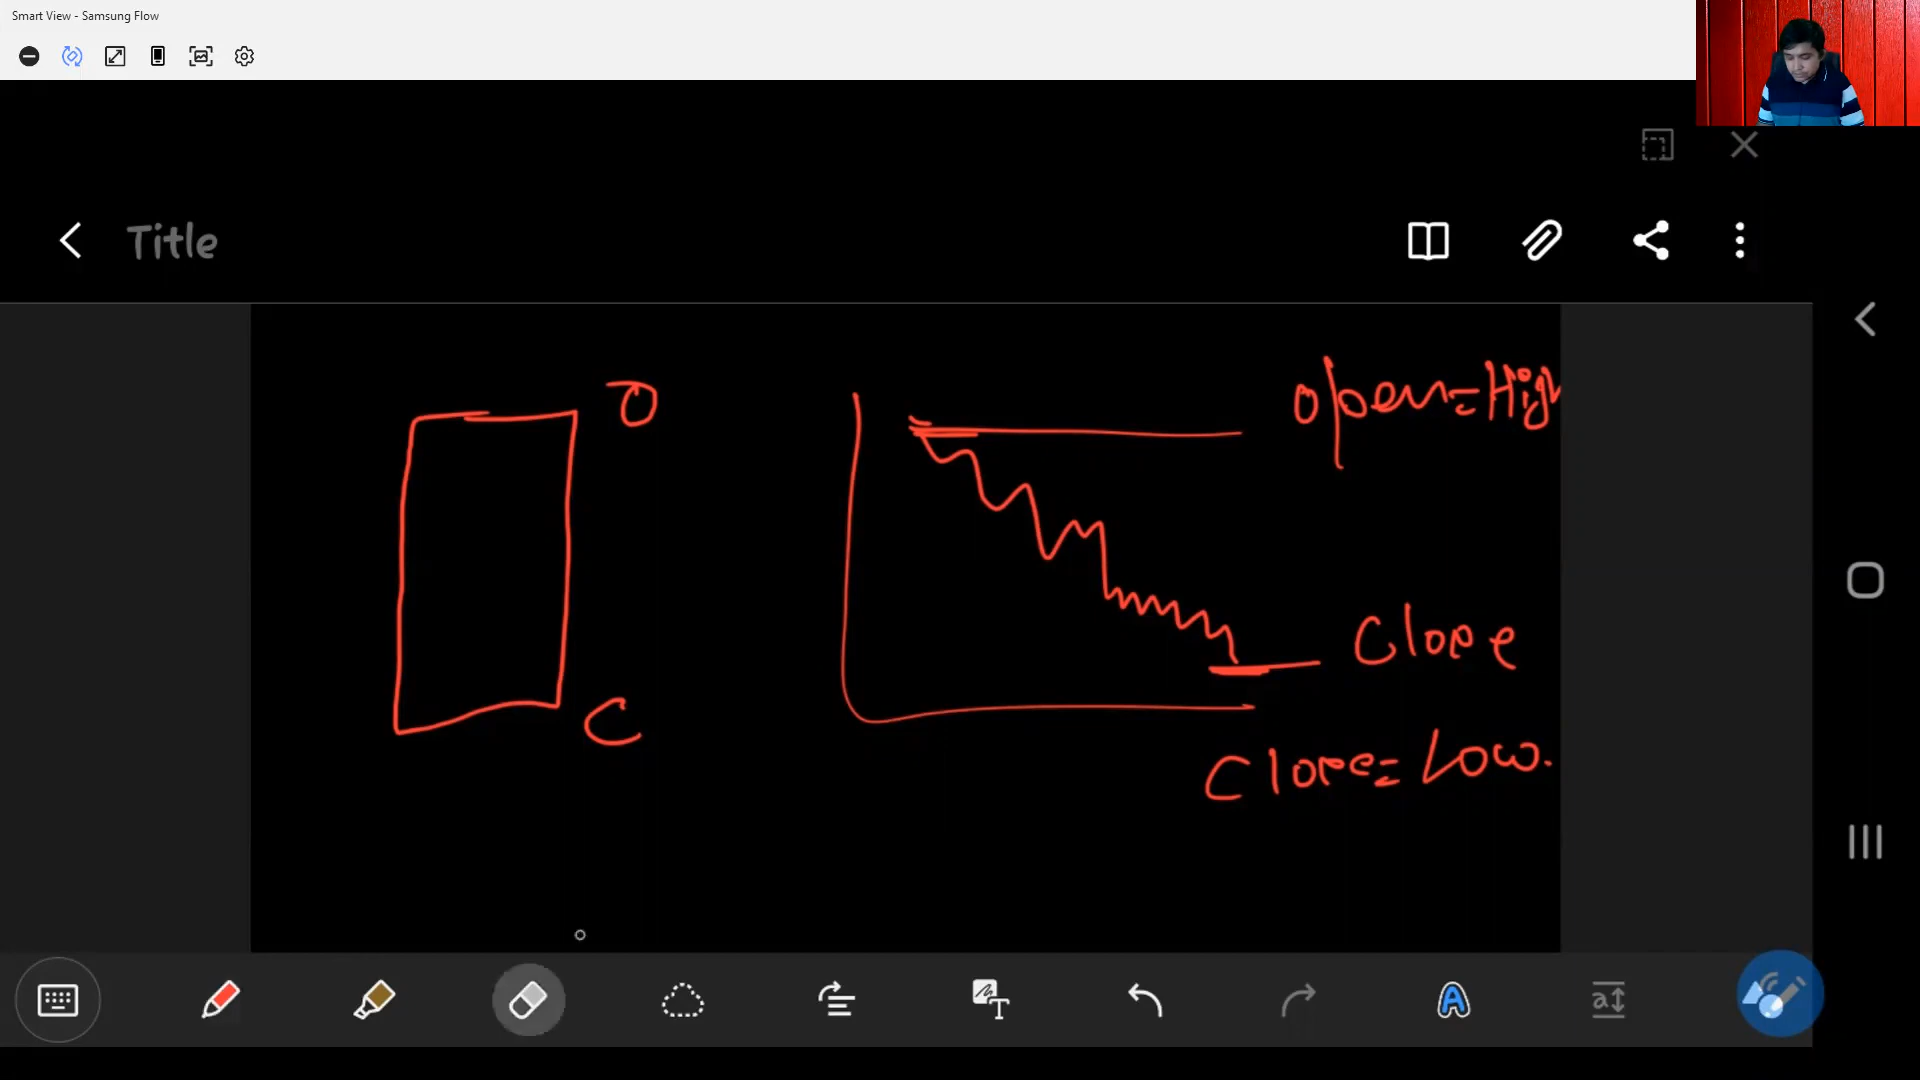 Smart View - Samsung Flow
Title
O
open=High
Close
C
Close= Low.